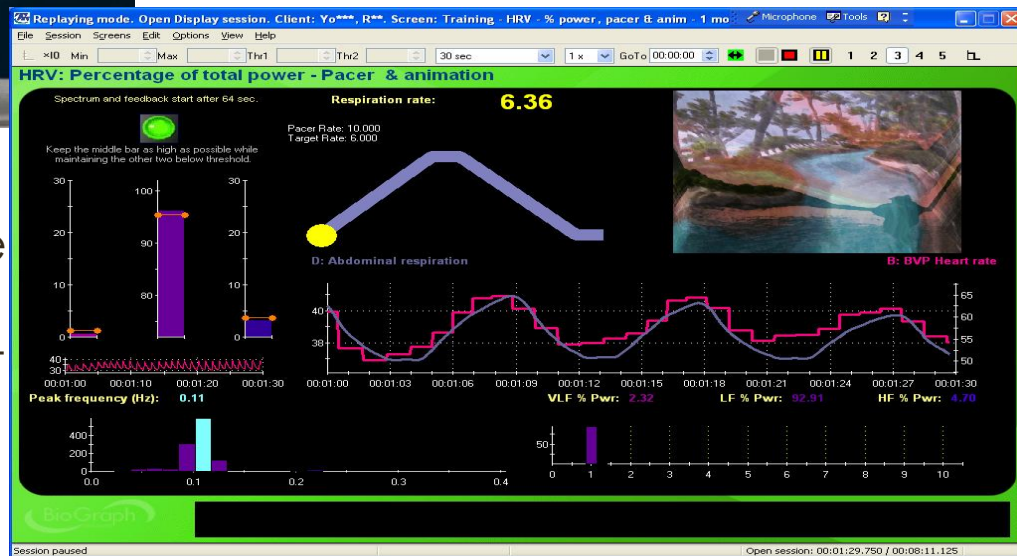 Replaying mode. Open Display session. Client: Yo***, R**. Screen: Training - HRV - % power, pacer & anim - 1 mo
Microphone Tools
File Session Screens Edit Options View Help
×10 Min Max Thr1 Thr2 30 sec 1 x GoTo 00:00:00 1 2 3 4 5
HRV: Percentage of total power - Pacer & animation
Spectrum and feedback start after 64 sec.
Respiration rate: 6.36
Pacer Rate: 10.000
Target Rate: 6.000
Keep the middle bar as high as possible while
maintaining the other two below threshold.
30 20 10 0
100 90 80
30 20 10 0
D: Abdominal respiration B: BVP Heart rate
40 38
65 60 55 50
40 30
00:01:00 00:01:10 00:01:20 00:01:30
00:01:00 00:01:03 00:01:06 00:01:09 00:01:12 00:01:15 00:01:18 00:01:21 00:01:24 00:01:27 00:01:30
Peak frequency (Hz): 0.11 VLF % Pwr: 2.32 LF % Pwr: 92.91 HF % Pwr: 4.70
400 200 0
0.0 0.1 0.2 0.3 0.4
50
0 1 2 3 4 5 6 7 8 9 10
BioGraph
Session paused Open session: 00:01:29.750 / 00:08:11.125